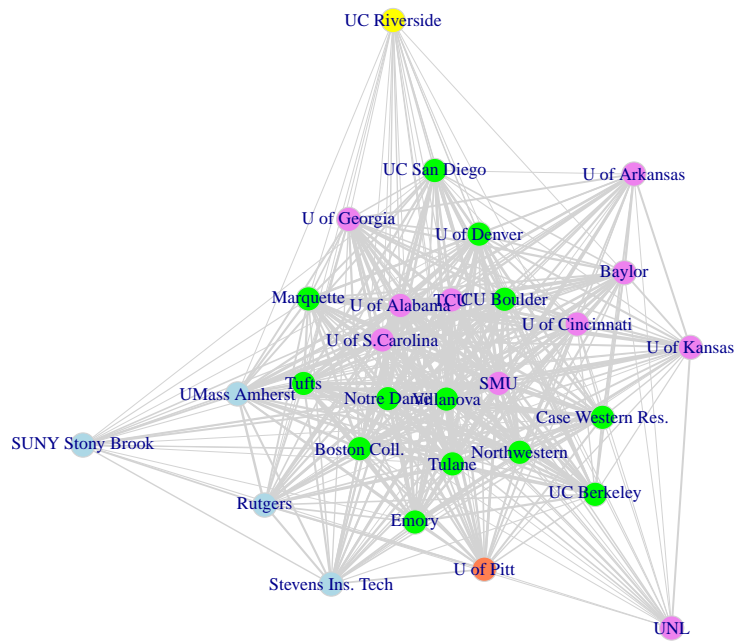 UC Riverside
UC San Diego
U of Arkansas
U of Georgia
U of Denver
Baylor
Marquette
U of Alabama
TCU
CU Boulder
U of Cincinnati
U of S.Carolina
U of Kansas
Tufts
SMU
UMass Amherst
Notre Dame
Villanova
Case Western Res.
SUNY Stony Brook
Boston Coll.
Northwestern
Tulane
UC Berkeley
Rutgers
Emory
U of Pitt
Stevens Ins. Tech
UNL